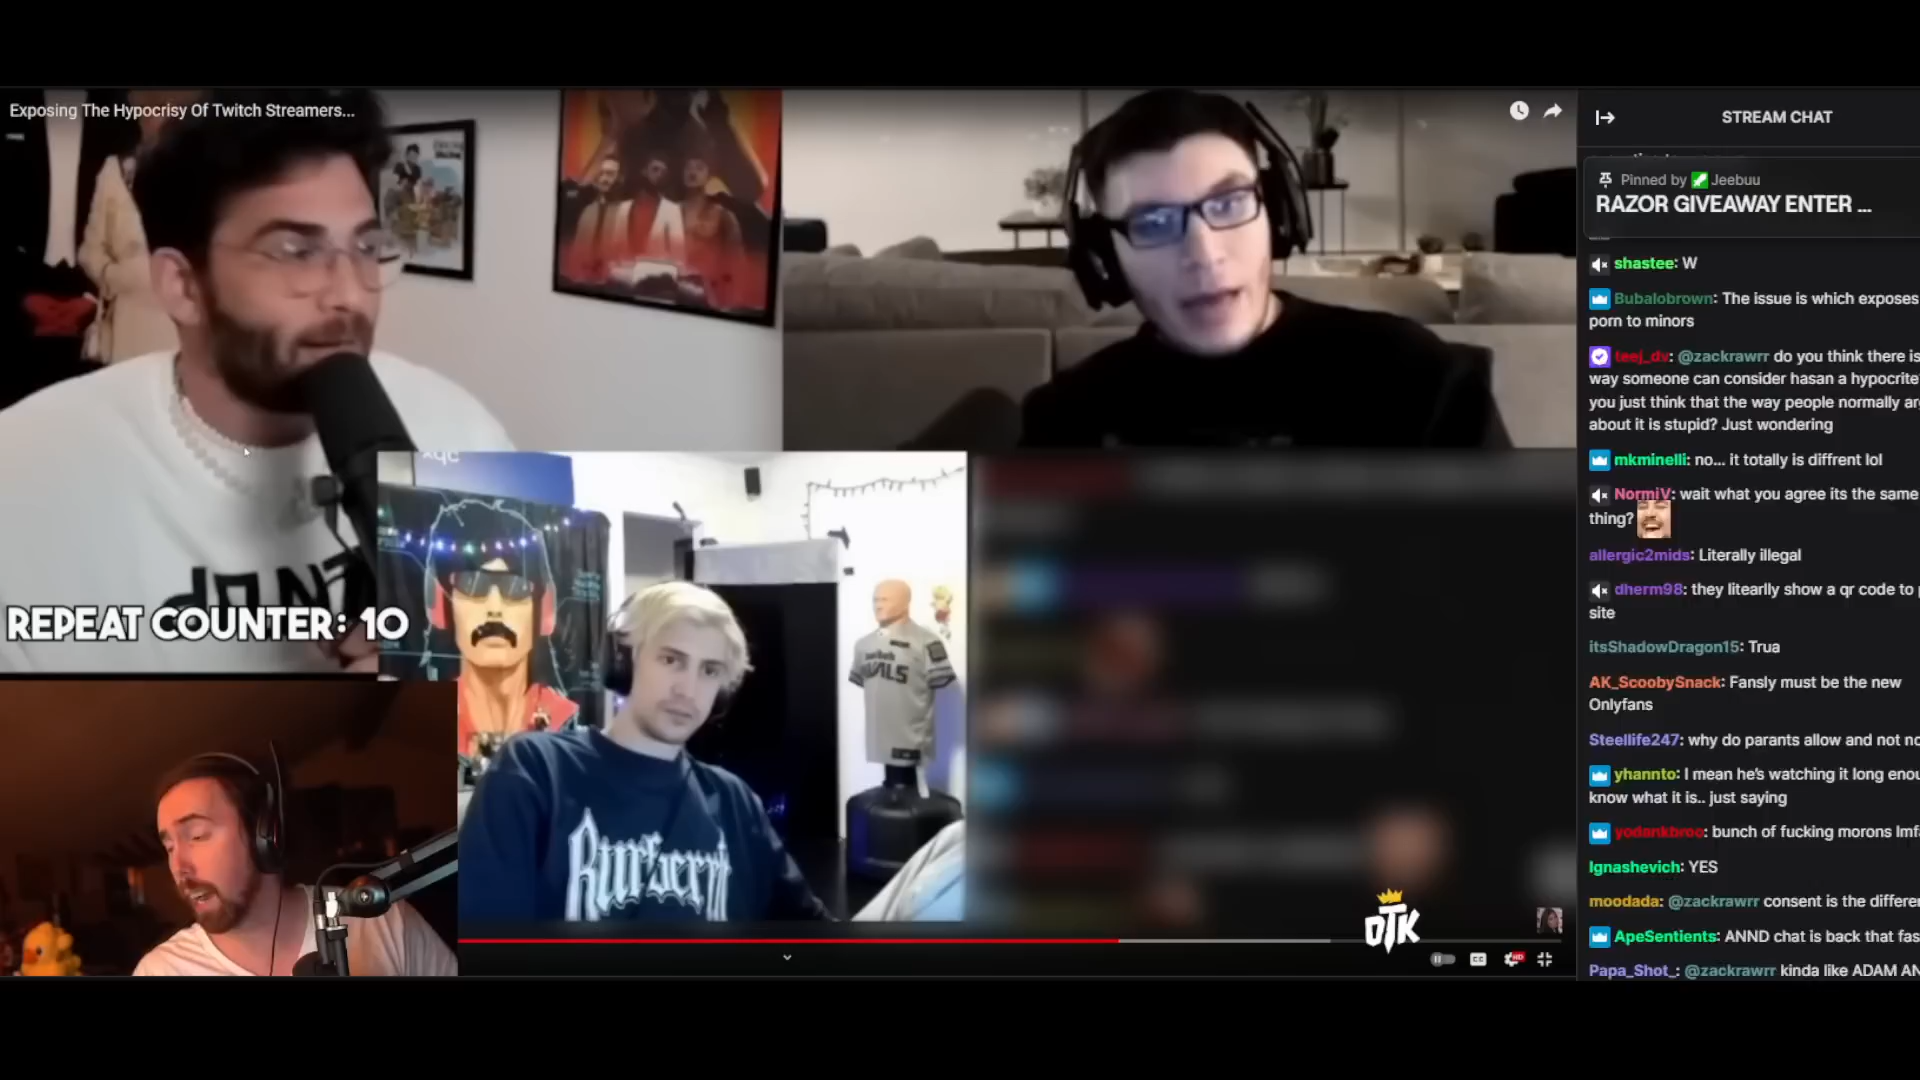 Exposing The Hypocrisy Of Twitch Streamers...
xqc
REPEAT COUNTER: 10
RIVALS
DTK
CC
HD
STREAM CHAT
Pinned by Jeebuu
RAZOR GIVEAWAY ENTER ...
shastee: W
Bubalobrown: The issue is which exposes
porn to minors
teej_dv: @zackrawrr do you think there is
way someone can consider hasan a hypocrite
you just think that the way people normally ar
about it is stupid? Just wondering
mkminelli: no... it totally is diffrent lol
NormiV: wait what you agree its the same
thing?
allergic2mids: Literally illegal
dherm98: they litearlly show a qr code to p
site
itsShadowDragon15: Trua
AK_ScoobySnack: Fansly must be the new
Onlyfans
Steellife247: why do parants allow and not no
yhannto: I mean he's watching it long enou
know what it is.. just saying
yodankbroo: bunch of fucking morons lmf
Ignashevich: YES
moodada: @zackrawrr consent is the differe
ApeSentients: ANND chat is back that fas
Papa_Shot_: @zackrawrr kinda like ADAM AN